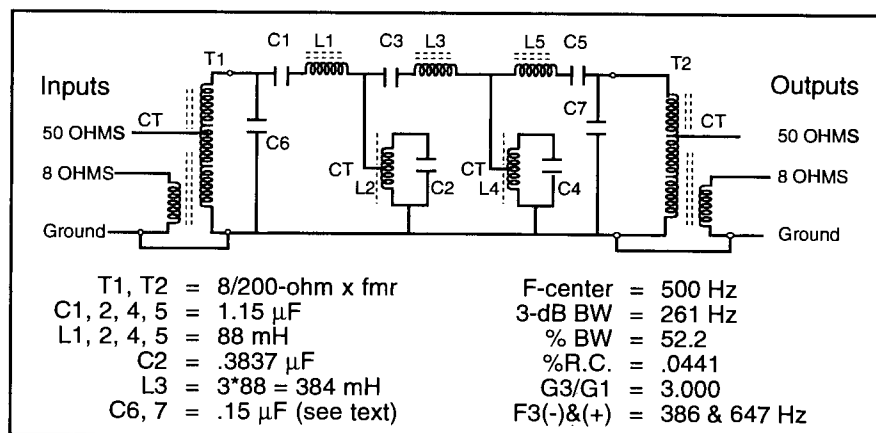 C1 L1 C3 L3 L5 C5
T1 T2
Inputs Outputs
CT C6 C7 CT
50 OHMS 50 OHMS
8 OHMS CT L2 C2 CT L4 C4 8 OHMS
Ground Ground
T1, T2 = 8/200-ohm x fmr
C1, 2, 4, 5 = 1.15 µF
L1, 2, 4, 5 = 88 mH
C2 = .3837 µF
L3 = 3*88 = 384 mH
C6, 7 = .15 µF (see text)
F-center = 500 Hz
3-dB BW = 261 Hz
% BW = 52.2
%R.C. = .0441
G3/G1 = 3.000
F3(-)&(+) = 386 & 647 Hz